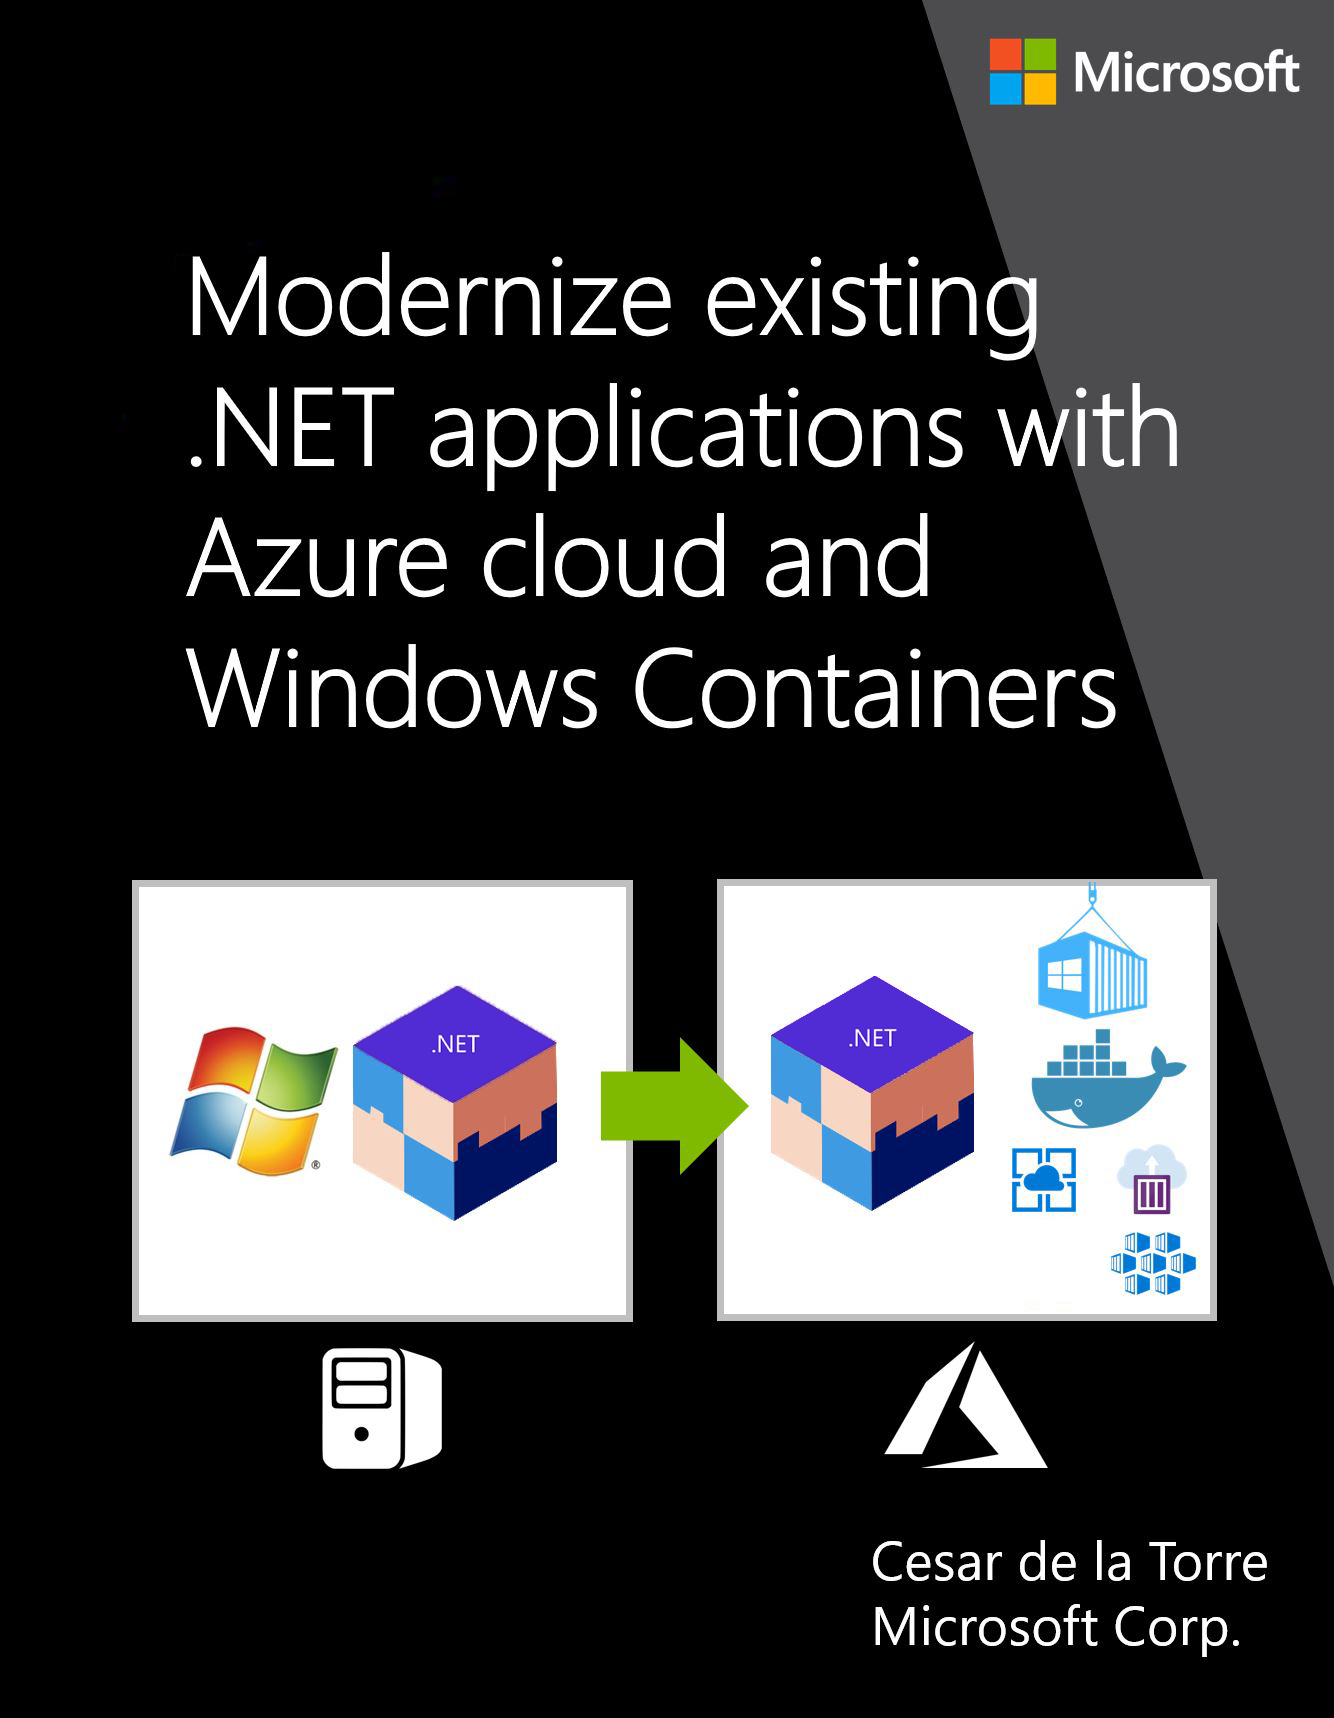 Microsoft
Modernize existing
.NET applications with
Azure cloud and
Windows Containers
.NET
®
.NET
Cesar de la Torre
Microsoft Corp.